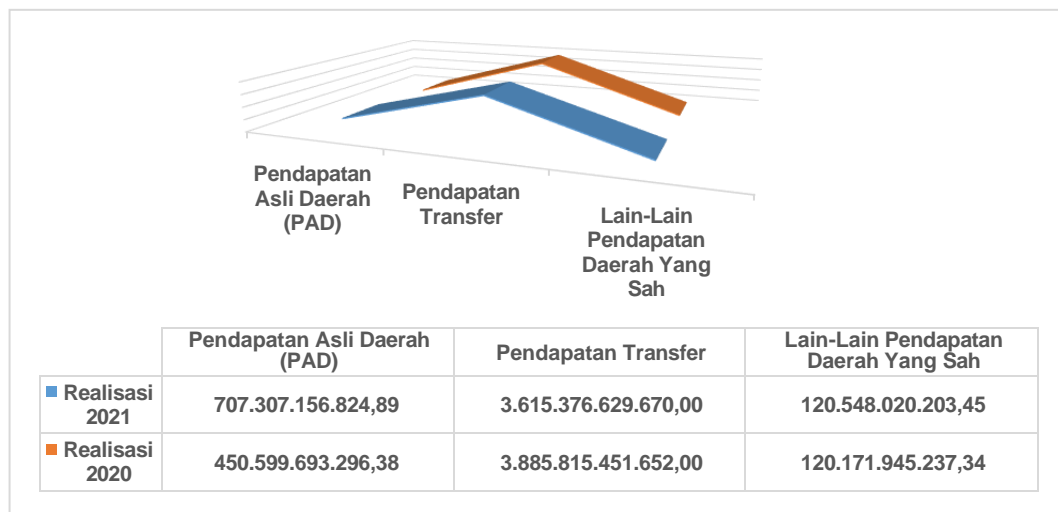 Pendapatan
Asli Daerah
(PAD)
Pendapatan
Transfer
Lain-Lain
Pendapatan
Daerah Yang
Sah
Pendapatan Asli Daerah
(PAD)
Pendapatan Transfer
Lain-Lain Pendapatan
Daerah Yang Sah
Realisasi
2021
707.307.156.824,89
3.615.376.629.670,00
120.548.020.203,45
Realisasi
2020
450.599.693.296,38
3.885.815.451.652,00
120.171.945.237,34